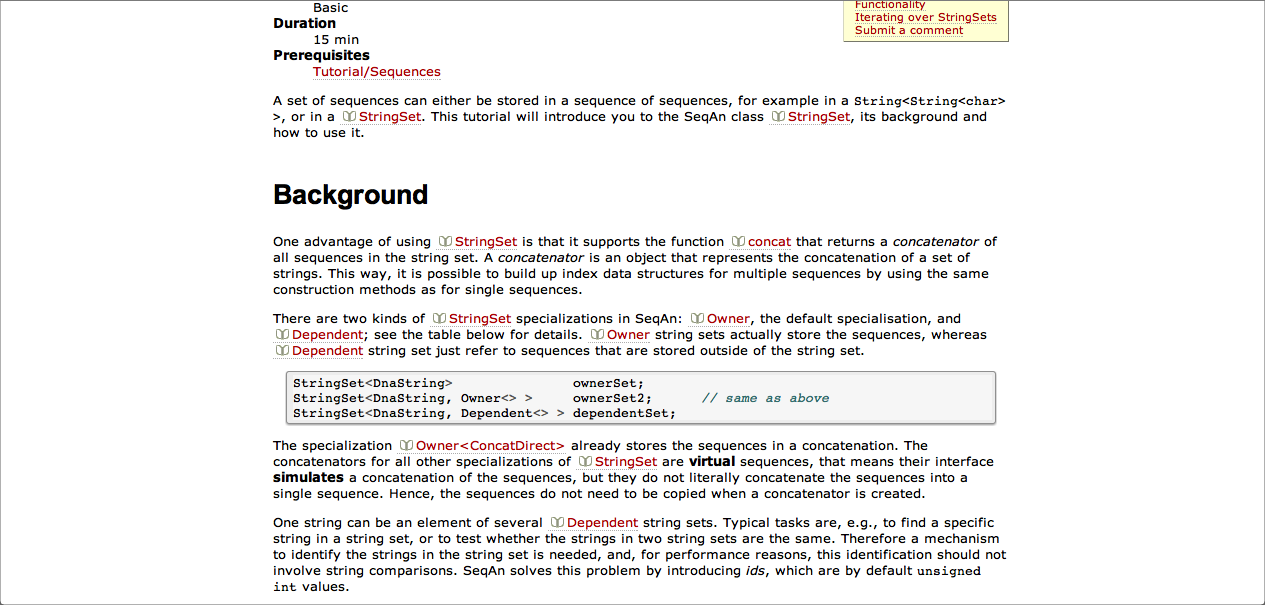 Basic
Duration
15 min
Prerequisites
Tutorial/Sequences
Functionality
Iterating over StringSets
Submit a comment
A set of sequences can either be stored in a sequence of sequences, for example in a String<String<char>
>, or in a StringSet. This tutorial will introduce you to the SeqAn class StringSet, its background and
how to use it.
Background
One advantage of using StringSet is that it supports the function concat that returns a concatenator of
all sequences in the string set. A concatenator is an object that represents the concatenation of a set of
strings. This way, it is possible to build up index data structures for multiple sequences by using the same
construction methods as for single sequences.
There are two kinds of StringSet specializations in SeqAn: Owner, the default specialisation, and
Dependent; see the table below for details. Owner string sets actually store the sequences, whereas
Dependent string set just refer to sequences that are stored outside of the string set.
StringSet<DnaString> ownerSet;
StringSet<DnaString, Owner<> > ownerSet2; // same as above
StringSet<DnaString, Dependent<> > dependentSet;
The specialization Owner<ConcatDirect> already stores the sequences in a concatenation. The
concatenators for all other specializations of StringSet are virtual sequences, that means their interface
simulates a concatenation of the sequences, but they do not literally concatenate the sequences into a
single sequence. Hence, the sequences do not need to be copied when a concatenator is created.
One string can be an element of several Dependent string sets. Typical tasks are, e.g., to find a specific
string in a string set, or to test whether the strings in two string sets are the same. Therefore a mechanism
to identify the strings in the string set is needed, and, for performance reasons, this identification should not
involve string comparisons. SeqAn solves this problem by introducing ids, which are by default unsigned
int values.